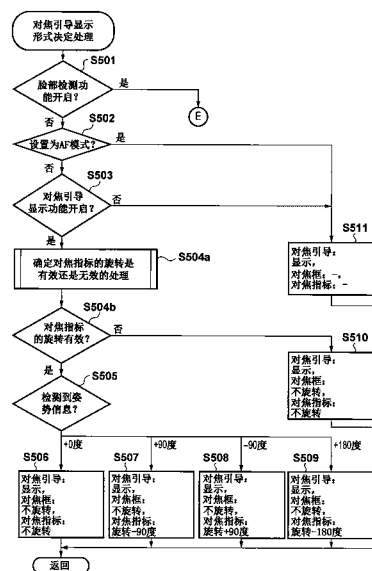 对焦引导显示
形式决定处理
S501
脸部检测功
能开启？
是
E
否
S502
设置为AF模式？
是
否
S503
对焦引导
显示功能开启？
否
是
S504a
确定对焦指标的旋转是
有效还是无效的处理
S511
对焦引导：
显示，
对焦框：-，
对焦指标：-
S504b
对焦指标
的旋转有效？
否
是
S510
对焦引导：
显示，
对焦框：
不旋转，
对焦指标：
不旋转
S505
检测到姿
势信息？
+0度
+90度
-90度
+180度
S506
对焦引导：
显示，
对焦框：
不旋转，
对焦指标：
不旋转
S507
对焦引导：
显示，
对焦框：
不旋转，
对焦指标：
旋转-90度
S508
对焦引导：
显示，
对焦框：
不旋转，
对焦指标：
旋转+90度
S509
对焦引导：
显示，
对焦框：
不旋转，
对焦指标：
旋转-180度
返回